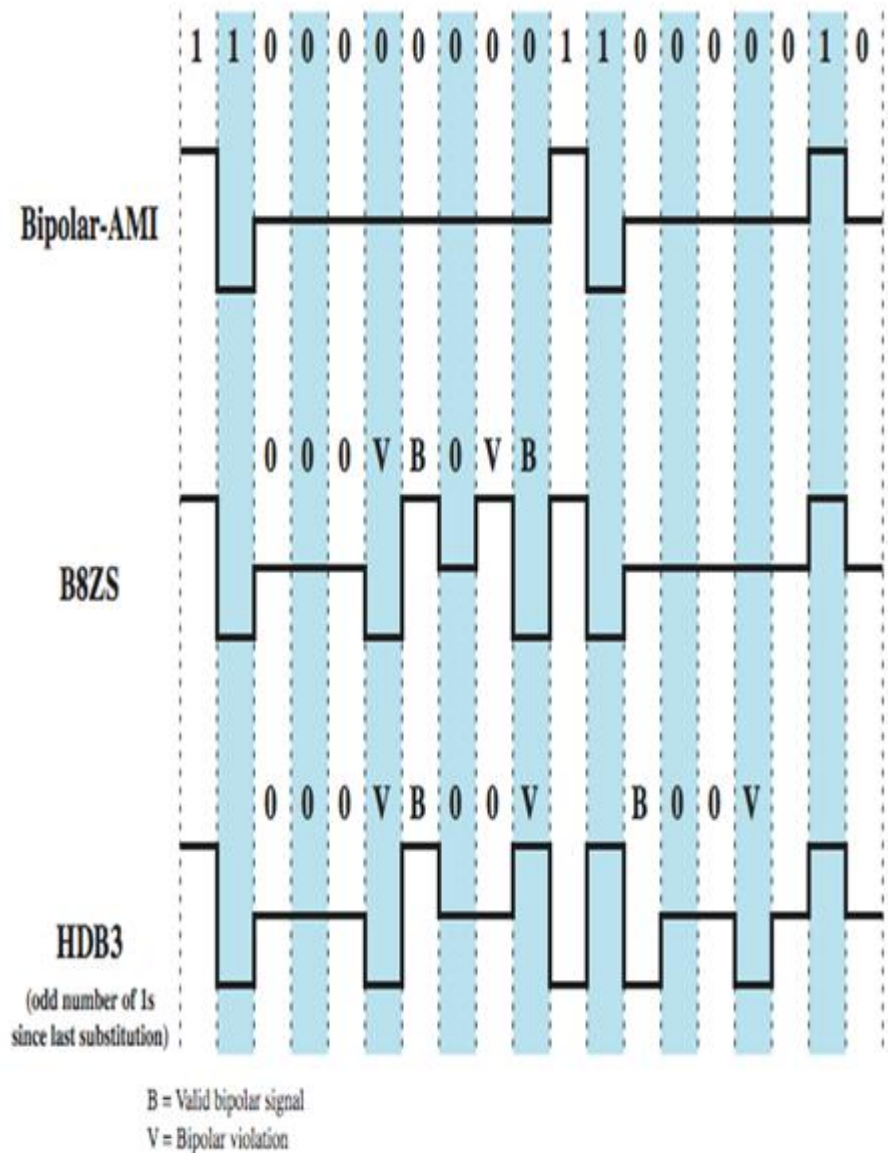 1 1 0 0 0 0 0 0 0 0 1 1 0 0 0 0 0 1 0
Bipolar-AMI
0 0 0 V B 0 V B
B8ZS
0 0 0 V B 0 0 V B 0 0 V
HDB3
(odd number of 1s
since last substitution)
B = Valid bipolar signal
V = Bipolar violation